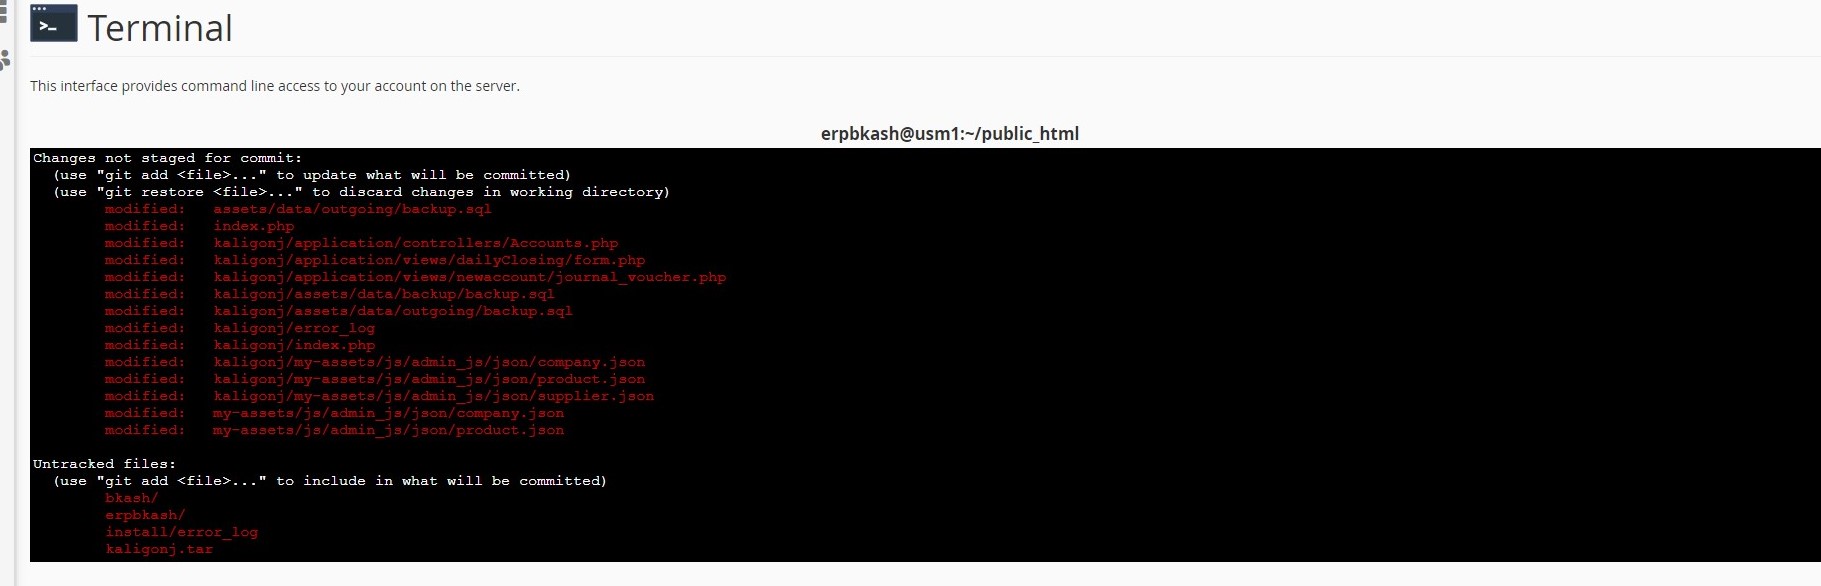 >_ Terminal
This interface provides command line access to your account on the server.
erpbkash@usm1:~/public_html
Changes not staged for commit:
(use "git add <file>..." to update what will be committed)
(use "git restore <file>..." to discard changes in working directory)
modified: assets/data/outgoing/backup.sql
modified: index.php
modified: kaligonj/application/controllers/Accounts.php
modified: kaligonj/application/views/dailyClosing/form.php
modified: kaligonj/application/views/newaccount/journal_voucher.php
modified: kaligonj/assets/data/backup/backup.sql
modified: kaligonj/assets/data/outgoing/backup.sql
modified: kaligonj/error_log
modified: kaligonj/index.php
modified: kaligonj/my-assets/js/admin_js/json/company.json
modified: kaligonj/my-assets/js/admin_js/json/product.json
modified: kaligonj/my-assets/js/admin_js/json/supplier.json
modified: my-assets/js/admin_js/json/company.json
modified: my-assets/js/admin_js/json/product.json
Untracked files:
(use "git add <file>..." to include in what will be committed)
bkash/
erpbkash/
install/error_log
kaligonj.tar